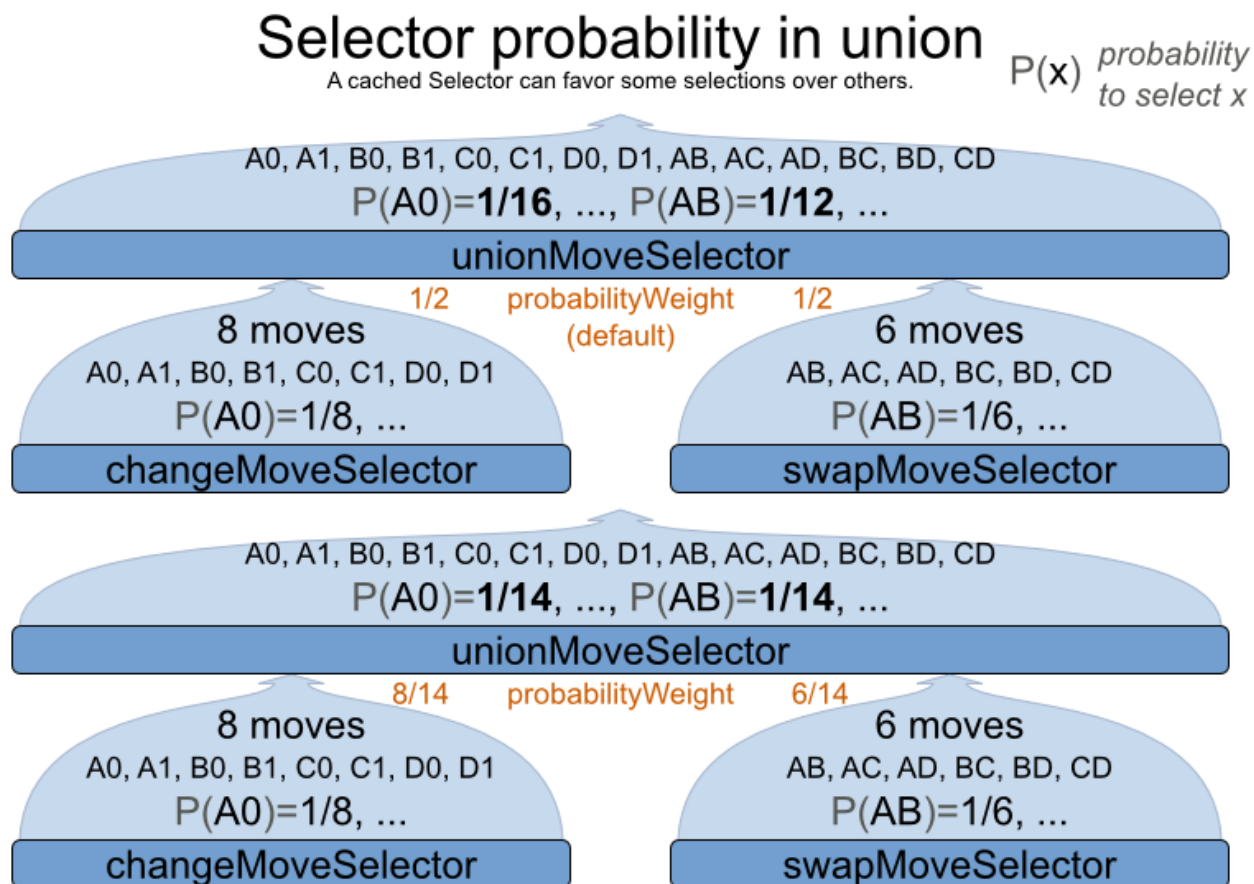 Selector probability in union
A cached Selector can favor some selections over others.
P(x) probability
to select x
A0, A1, B0, B1, C0, C1, D0, D1, AB, AC, AD, BC, BD, CD
P(A0)=1/16, ..., P(AB)=1/12, ...
unionMoveSelector
1/2 probabilityWeight 1/2
(default)
8 moves
A0, A1, B0, B1, C0, C1, D0, D1
P(A0)=1/8, ...
changeMoveSelector
6 moves
AB, AC, AD, BC, BD, CD
P(AB)=1/6, ...
swapMoveSelector
A0, A1, B0, B1, C0, C1, D0, D1, AB, AC, AD, BC, BD, CD
P(A0)=1/14, ..., P(AB)=1/14, ...
unionMoveSelector
8/14 probabilityWeight 6/14
8 moves
A0, A1, B0, B1, C0, C1, D0, D1
P(A0)=1/8, ...
changeMoveSelector
6 moves
AB, AC, AD, BC, BD, CD
P(AB)=1/6, ...
swapMoveSelector